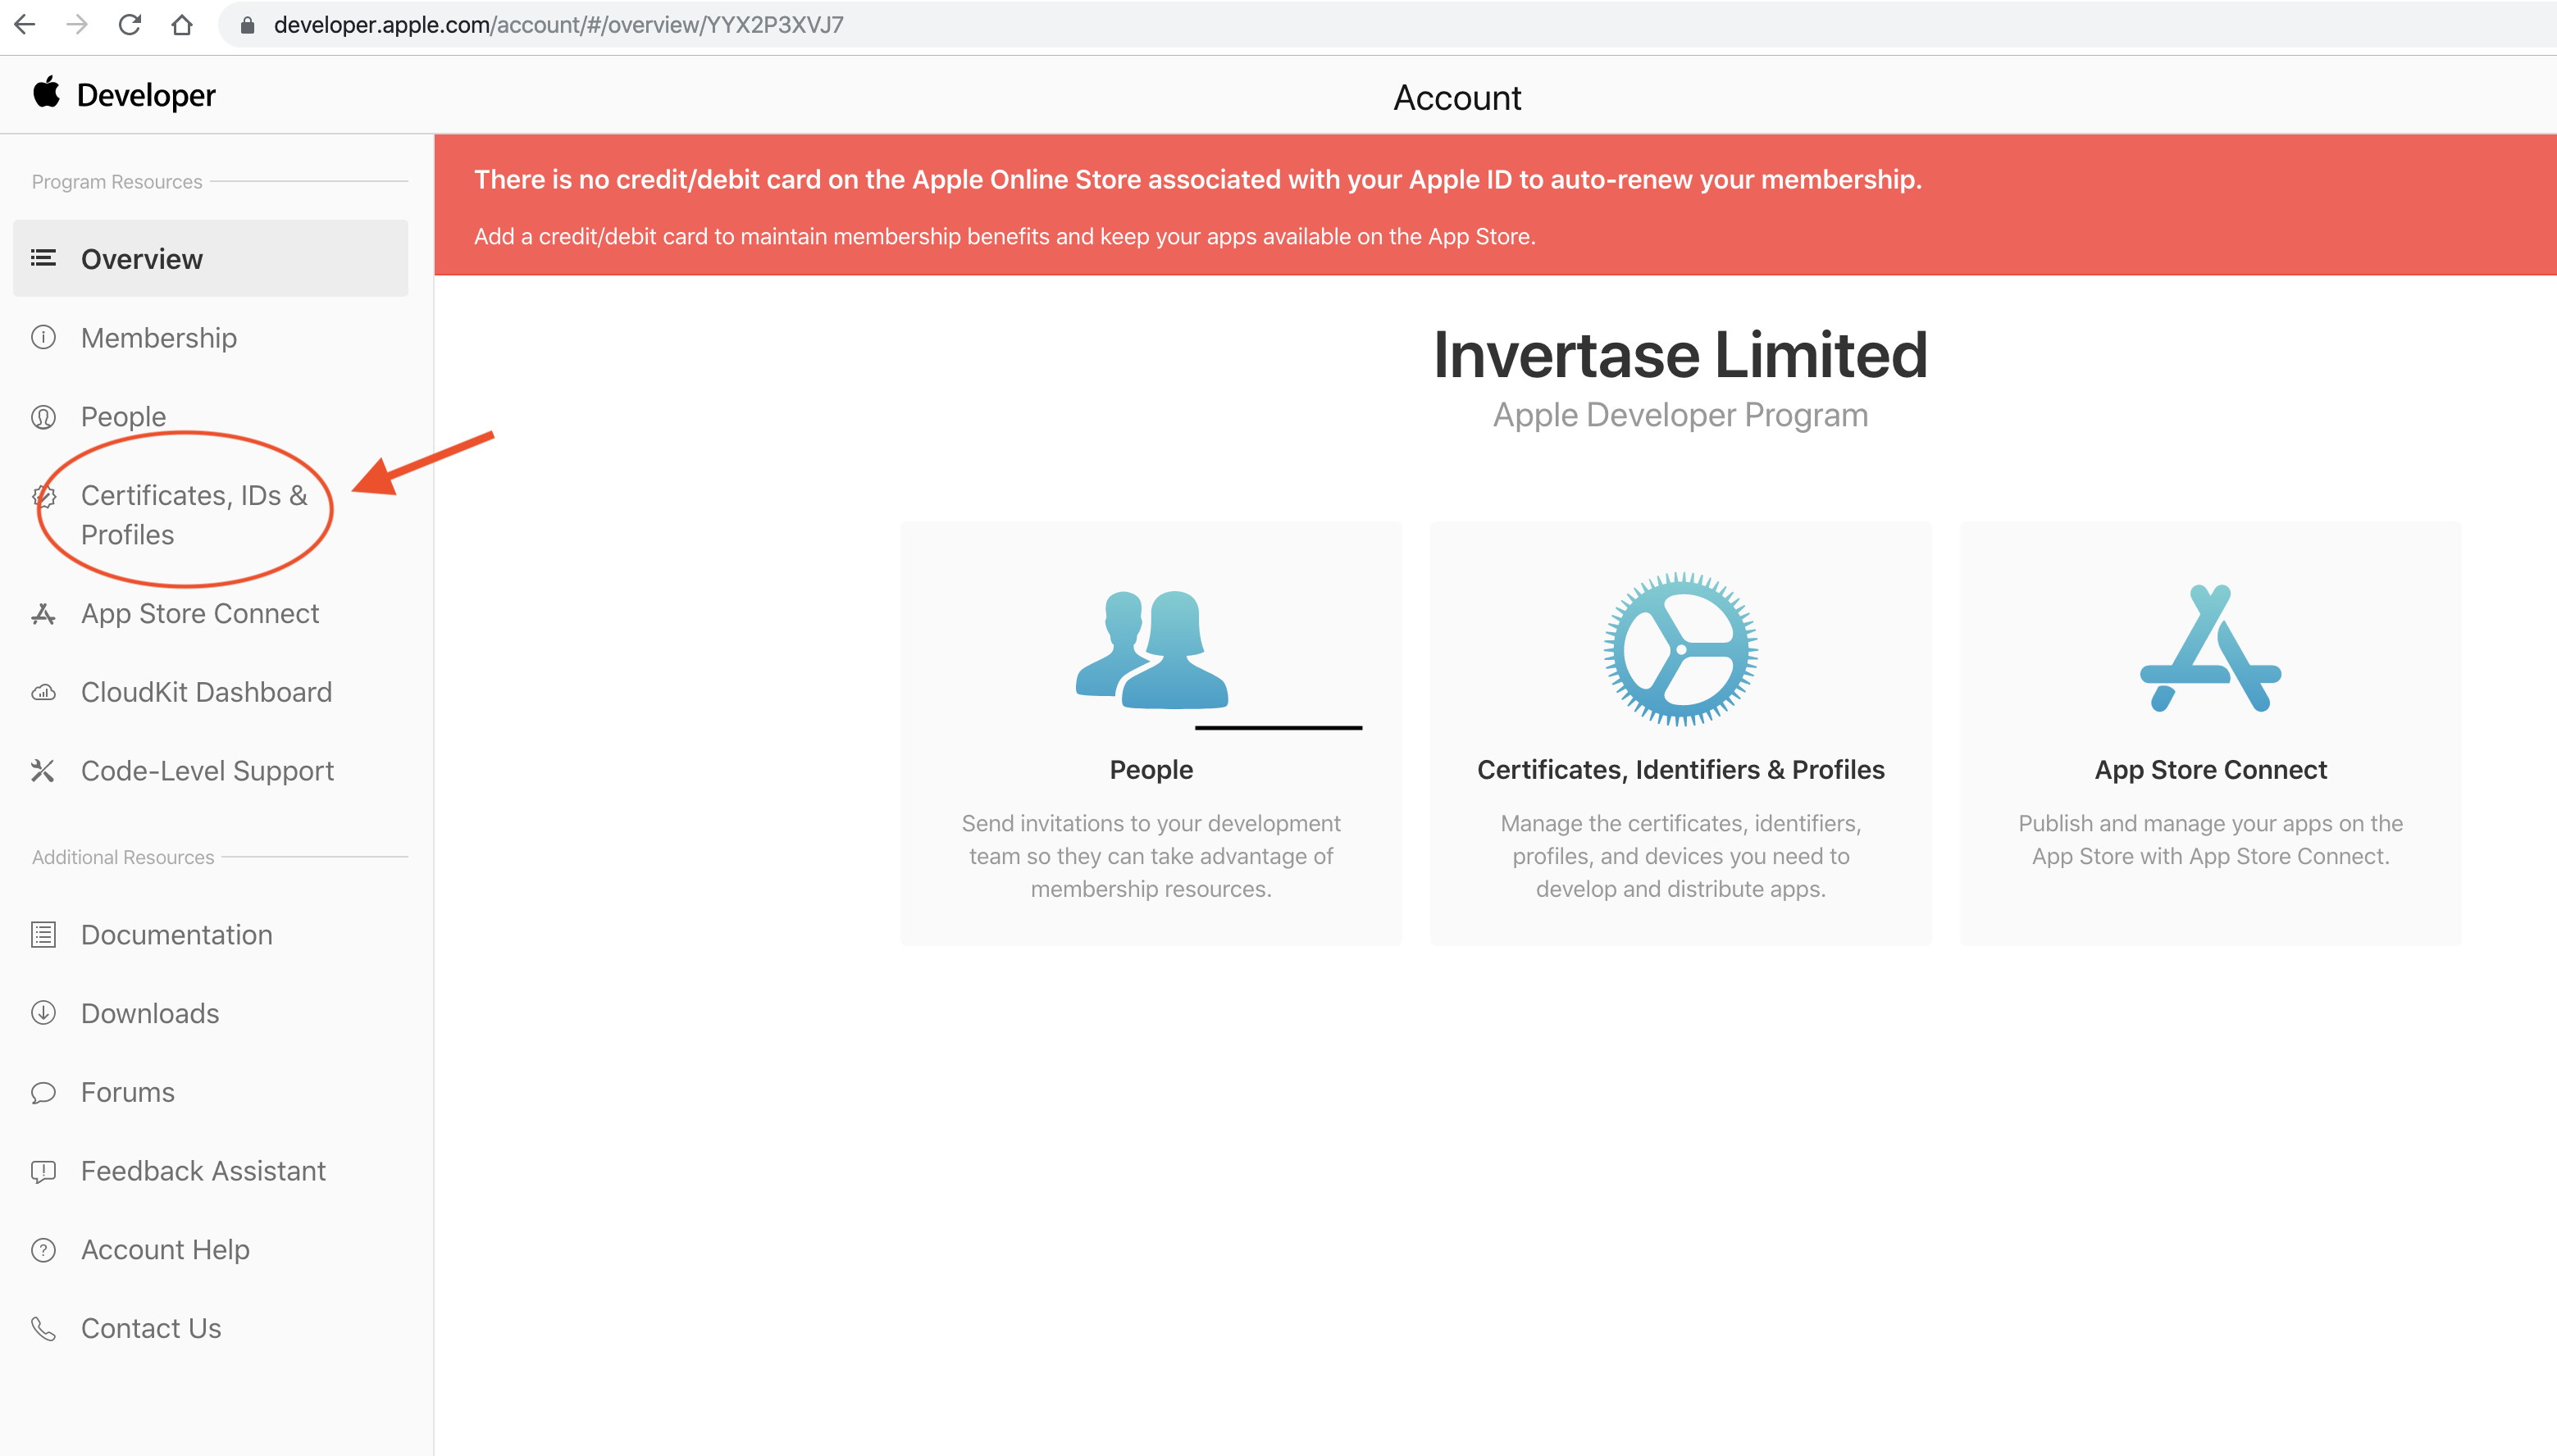 developer.apple.com/account/#/overview/YYX2P3XVJ7
Developer
Account
Program Resources
Overview
Membership
People
Certificates, IDs &
Profiles
App Store Connect
CloudKit Dashboard
Code-Level Support
Additional Resources
Documentation
Downloads
Forums
Feedback Assistant
Account Help
Contact Us
There is no credit/debit card on the Apple Online Store associated with your Apple ID to auto-renew your membership.
Add a credit/debit card to maintain membership benefits and keep your apps available on the App Store.
Invertase Limited
Apple Developer Program
People
Send invitations to your development
team so they can take advantage of
membership resources.
Certificates, Identifiers & Profiles
Manage the certificates, identifiers,
profiles, and devices you need to
develop and distribute apps.
App Store Connect
Publish and manage your apps on the
App Store with App Store Connect.